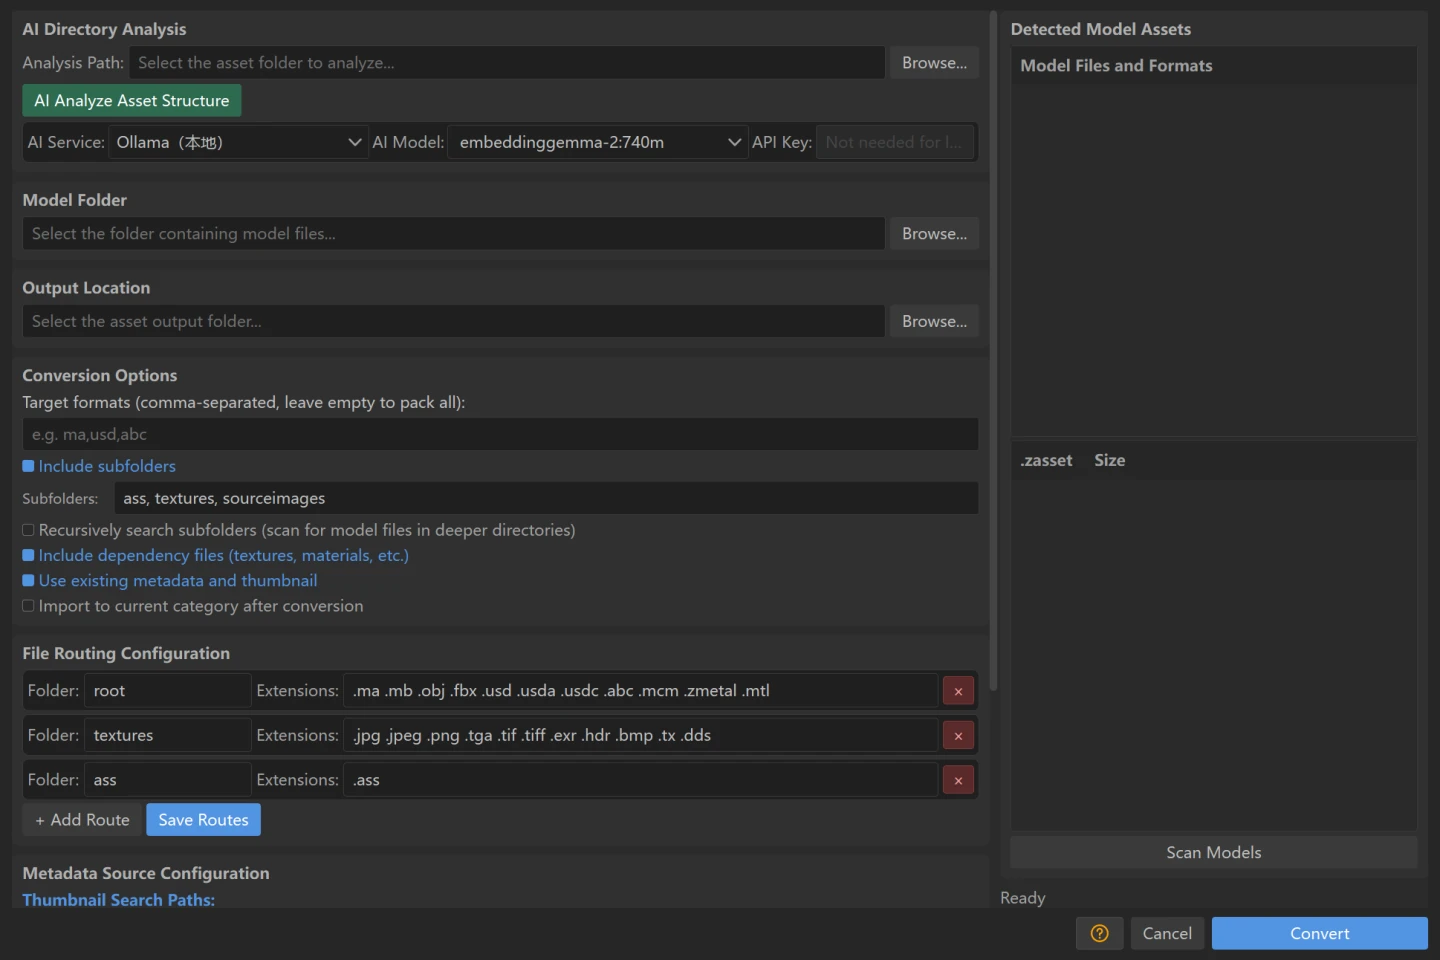 AI Directory Analysis
Analysis Path: Select the asset folder to analyze... Browse...
AI Analyze Asset Structure
AI Service: Ollama（本地） AI Model: embeddinggemma-2:740m API Key: Not needed for l...
Model Folder
Select the folder containing model files... Browse...
Output Location
Select the asset output folder... Browse...
Conversion Options
Target formats (comma-separated, leave empty to pack all):
e.g. ma,usd,abc
Include subfolders
Subfolders: ass, textures, sourceimages
Recursively search subfolders (scan for model files in deeper directories)
Include dependency files (textures, materials, etc.)
Use existing metadata and thumbnail
Import to current category after conversion
File Routing Configuration
Folder: root Extensions: .ma .mb .obj .fbx .usd .usda .usdc .abc .mcm .zmetal .mtl ×
Folder: textures Extensions: .jpg .jpeg .png .tga .tif .tiff .exr .hdr .bmp .tx .dds ×
Folder: ass Extensions: .ass ×
+ Add Route Save Routes
Metadata Source Configuration
Thumbnail Search Paths:
Detected Model Assets
Model Files and Formats
.zasset Size
Scan Models
Ready
? Cancel Convert